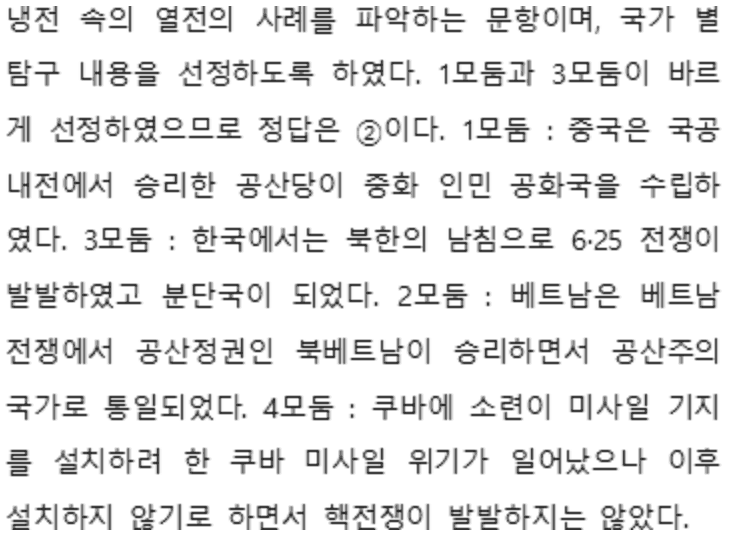 냉전 속의 열전의 사례를 파악하는 문항이며, 국가 별
탐구 내용을 선정하도록 하였다. 1모둠과 3모둠이 바르
게 선정하였으므로 정답은 ②이다. 1모둠 : 중국은 국공
내전에서 승리한 공산당이 중화 인민 공화국을 수립하
였다. 3모둠 : 한국에서는 북한의 남침으로 6·25 전쟁이
발발하였고 분단국이 되었다. 2모둠 : 베트남은 베트남
전쟁에서 공산정권인 북베트남이 승리하면서 공산주의
국가로 통일되었다. 4모둠 : 쿠바에 소련이 미사일 기지
를 설치하려 한 쿠바 미사일 위기가 일어났으나 이후
설치하지 않기로 하면서 핵전쟁이 발발하지는 않았다.